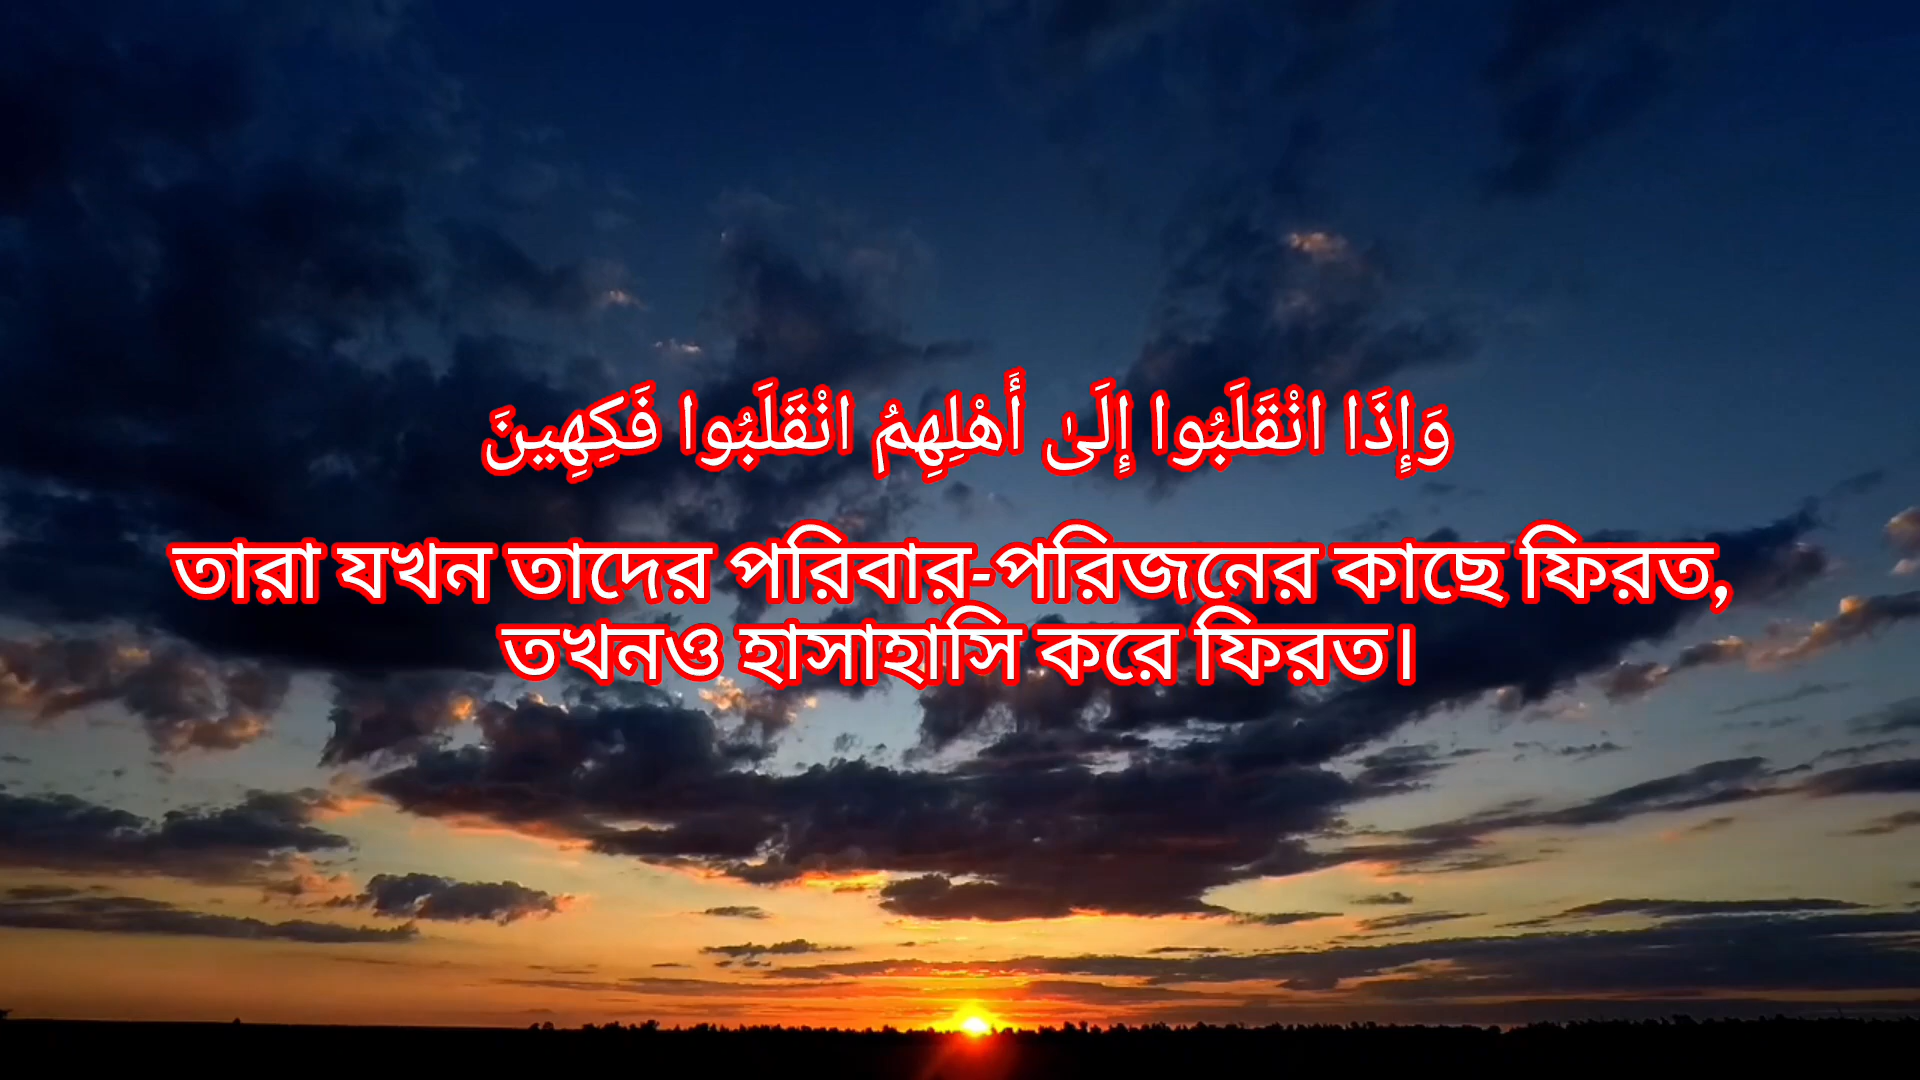 وَإِذَا انْقَلَبُوا إِلَىٰ أَهْلِهِمُ انْقَلَبُوا فَكِهِينَ
তারা যখন তাদের পরিবার-পরিজনের কাছে ফিরত,
তখনও হাসাহাসি করে ফিরত।